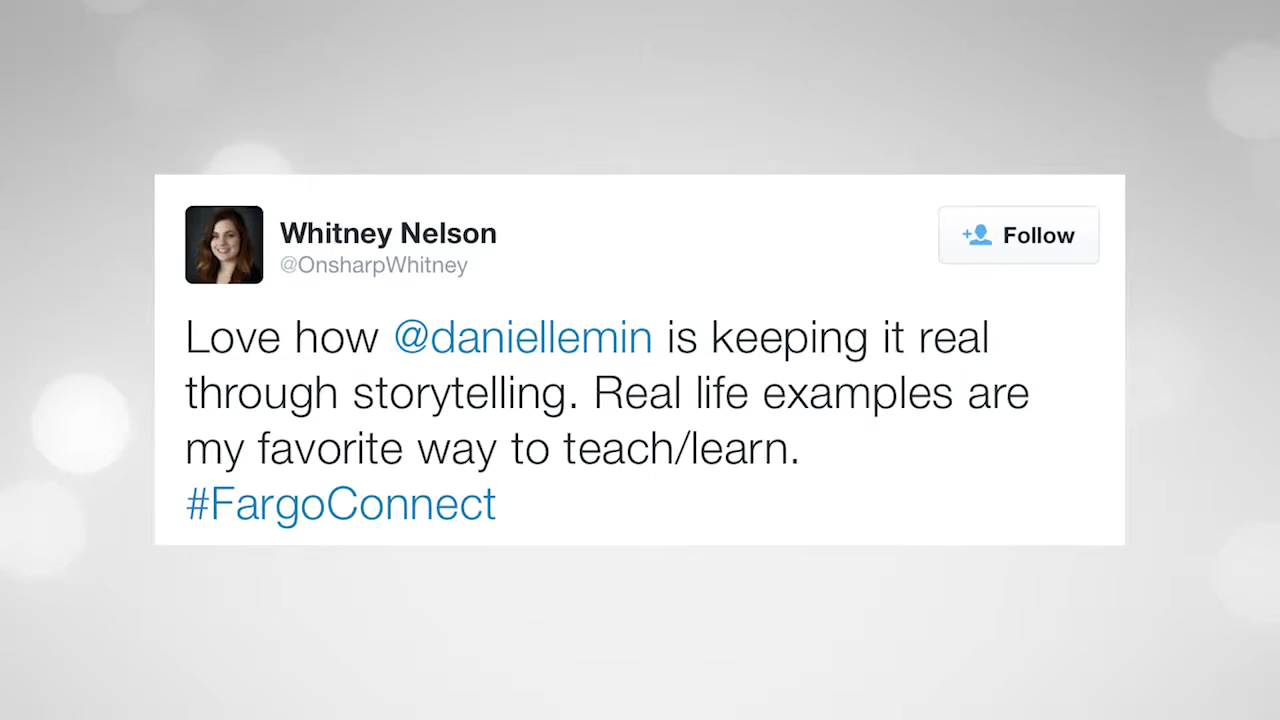 Whitney Nelson
@OnsharpWhitney
Follow
Love how @daniellemin is keeping it real
through storytelling. Real life examples are
my favorite way to teach/learn.
#FargoConnect